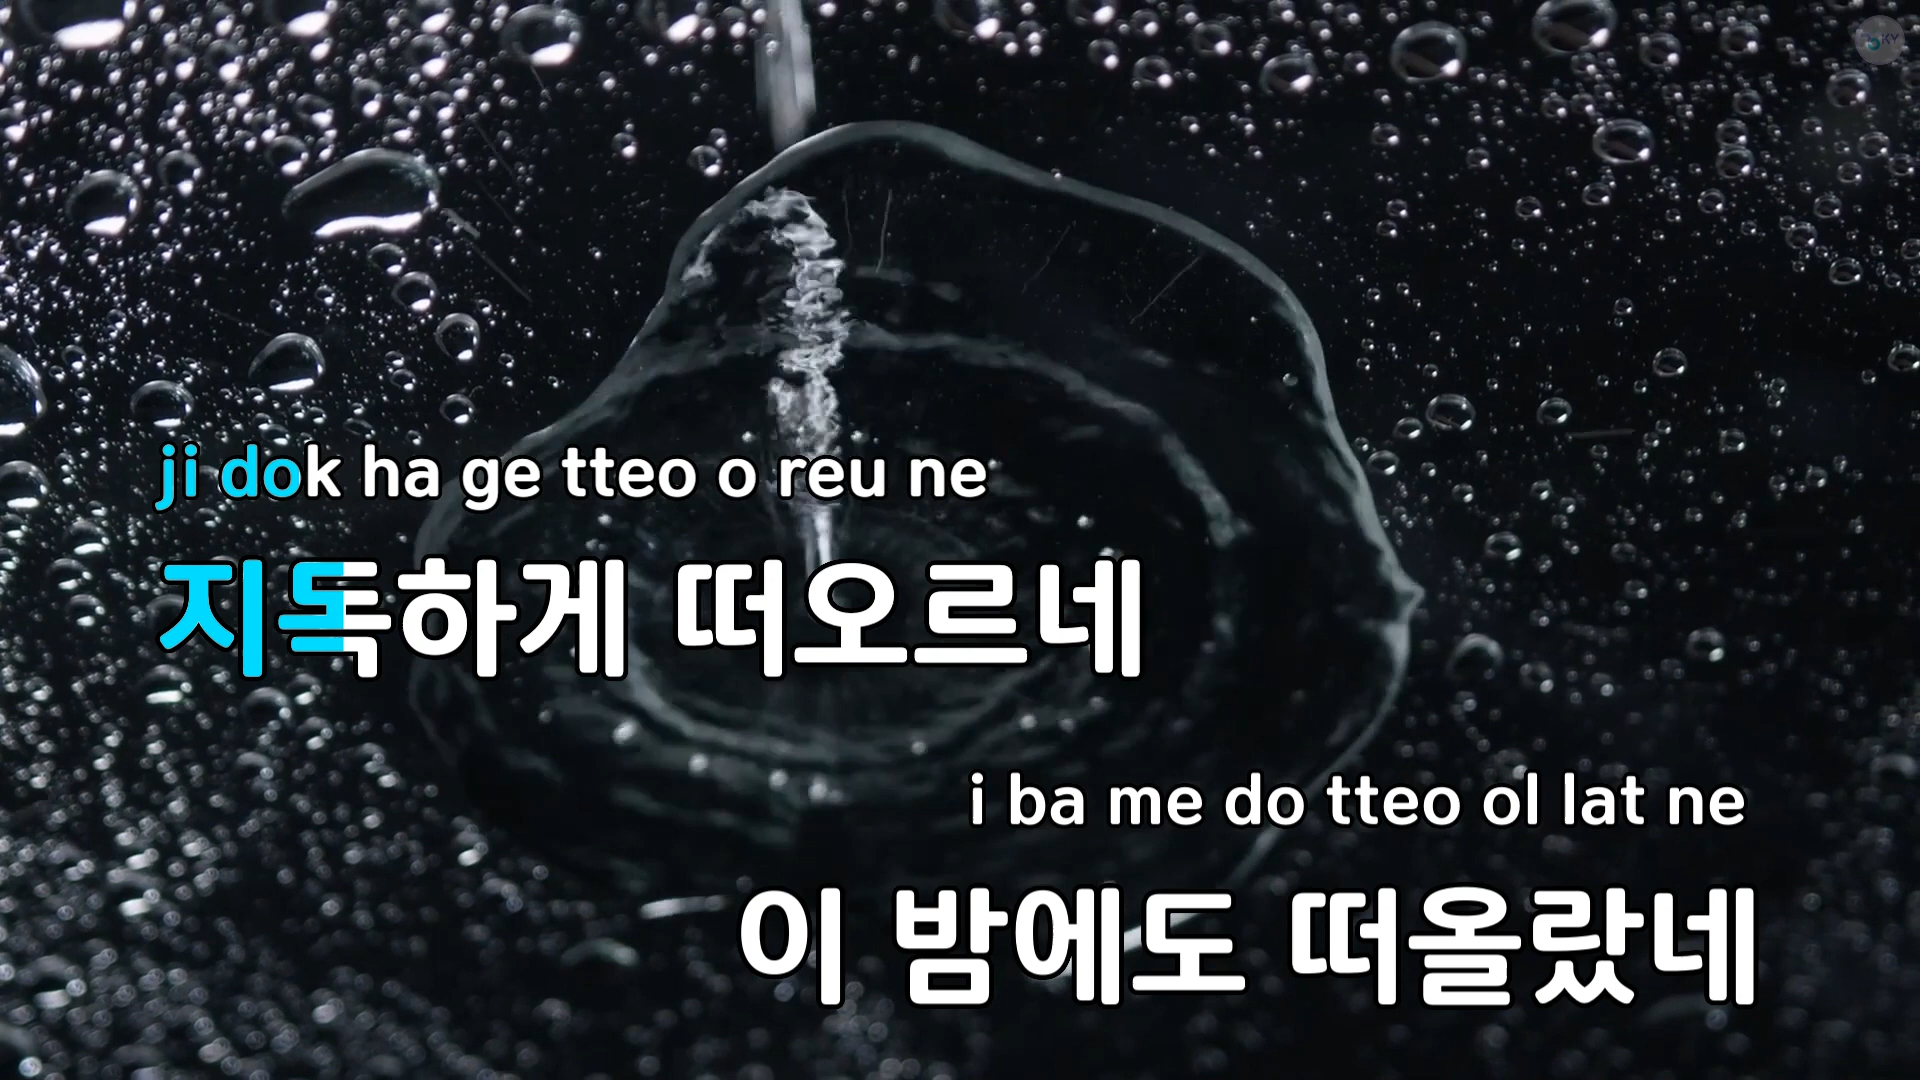 KY
ji dok ha ge tteo o reu ne
지독하게 떠오르네
i ba me do tteo ol lat ne
이 밤에도 떠올랐네